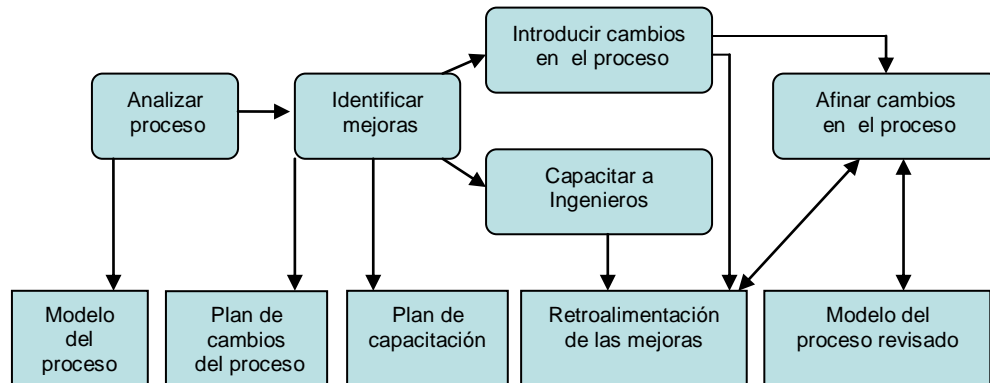 Introducir cambios
en el proceso
Analizar
proceso
Identificar
mejoras
Afinar cambios
en el proceso
Capacitar a
Ingenieros
Modelo
del
proceso
Plan de
cambios
del proceso
Plan de
capacitación
Retroalimentación
de las mejoras
Modelo del
proceso revisado